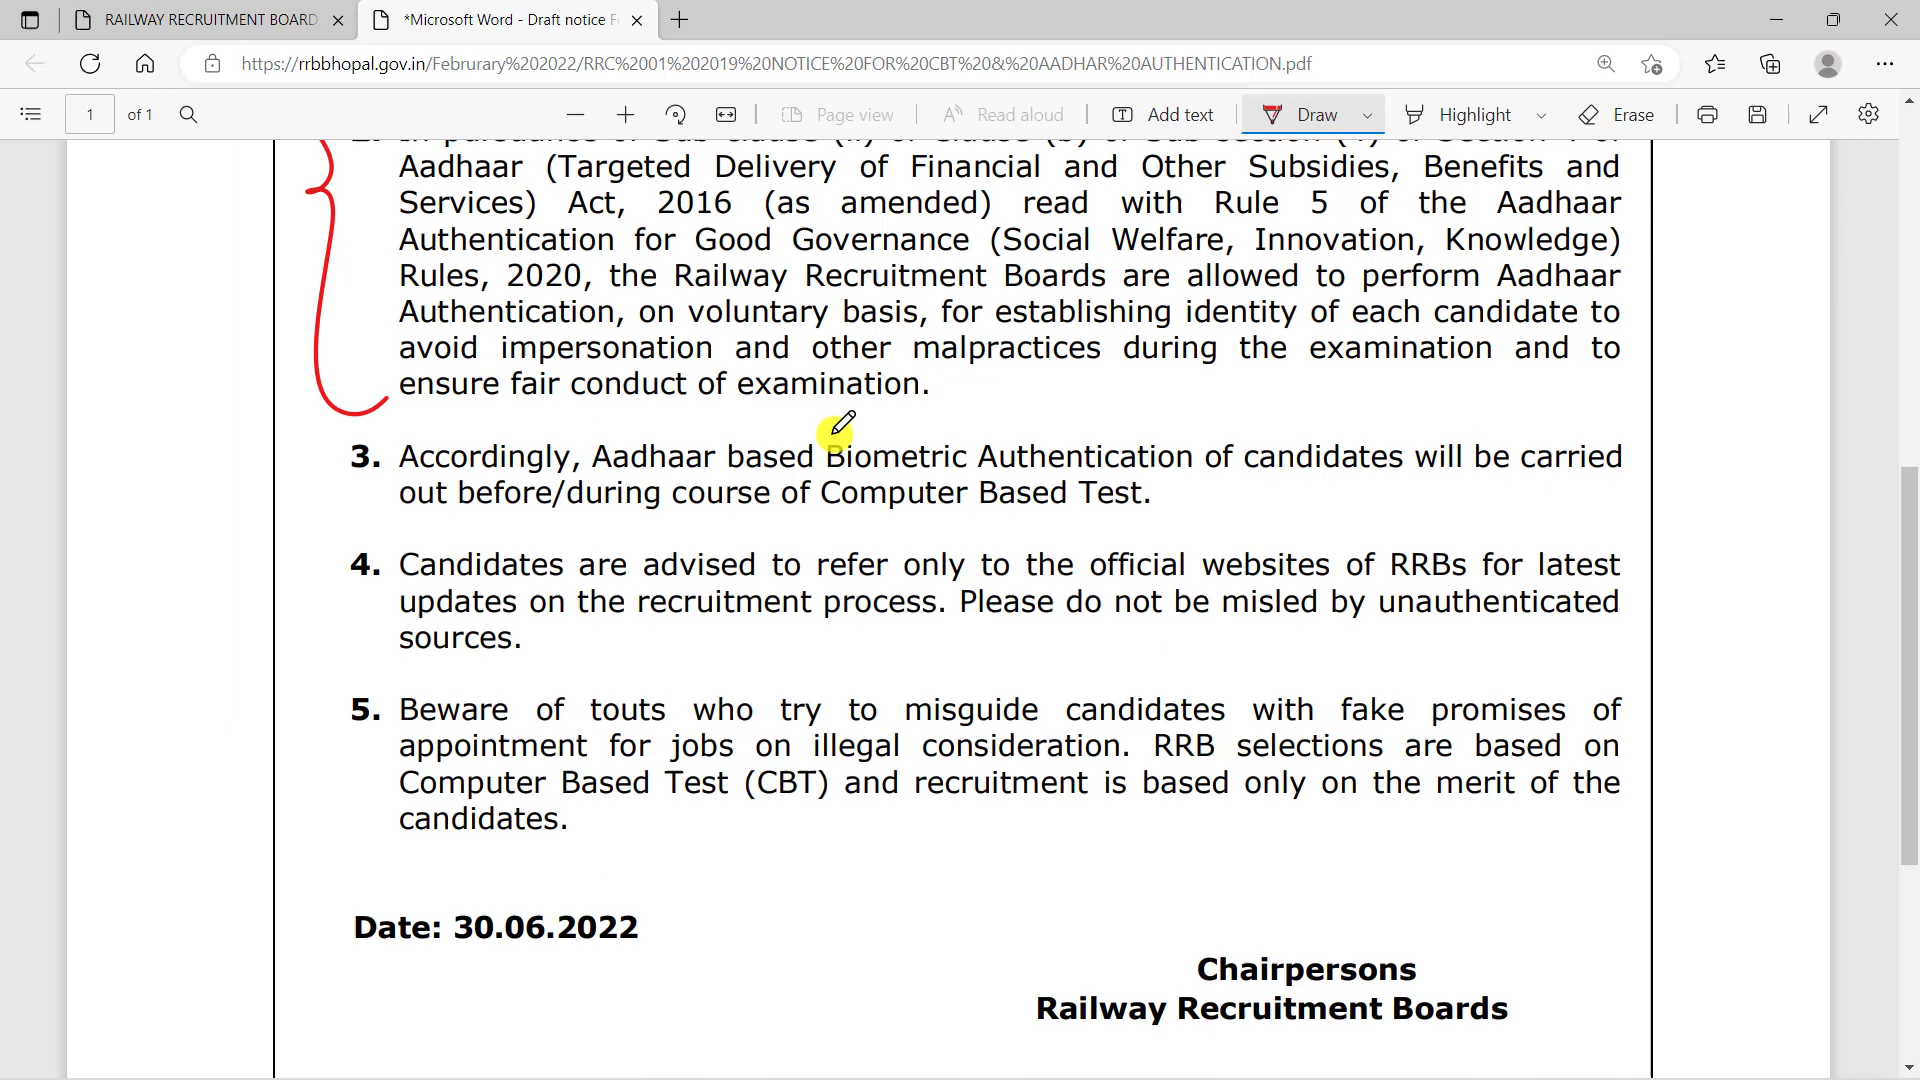 RAILWAY RECRUITMENT BOARD
*Microsoft Word - Draft notice F
https://rrbbhopal.gov.in/Februrary%202022/RRC%2001%202019%20NOTICE%20FOR%20CBT%20&%20AADHAR%20AUTHENTICATION.pdf
1 of 1 Page view Read aloud Add text Draw Highlight Erase
Aadhaar (Targeted Delivery of Financial and Other Subsidies, Benefits and
Services) Act, 2016 (as amended) read with Rule 5 of the Aadhaar
Authentication for Good Governance (Social Welfare, Innovation, Knowledge)
Rules, 2020, the Railway Recruitment Boards are allowed to perform Aadhaar
Authentication, on voluntary basis, for establishing identity of each candidate to
avoid impersonation and other malpractices during the examination and to
ensure fair conduct of examination.
3. Accordingly, Aadhaar based Biometric Authentication of candidates will be carried
out before/during course of Computer Based Test.
4. Candidates are advised to refer only to the official websites of RRBs for latest
updates on the recruitment process. Please do not be misled by unauthenticated
sources.
5. Beware of touts who try to misguide candidates with fake promises of
appointment for jobs on illegal consideration. RRB selections are based on
Computer Based Test (CBT) and recruitment is based only on the merit of the
candidates.
Date: 30.06.2022
Chairpersons
Railway Recruitment Boards